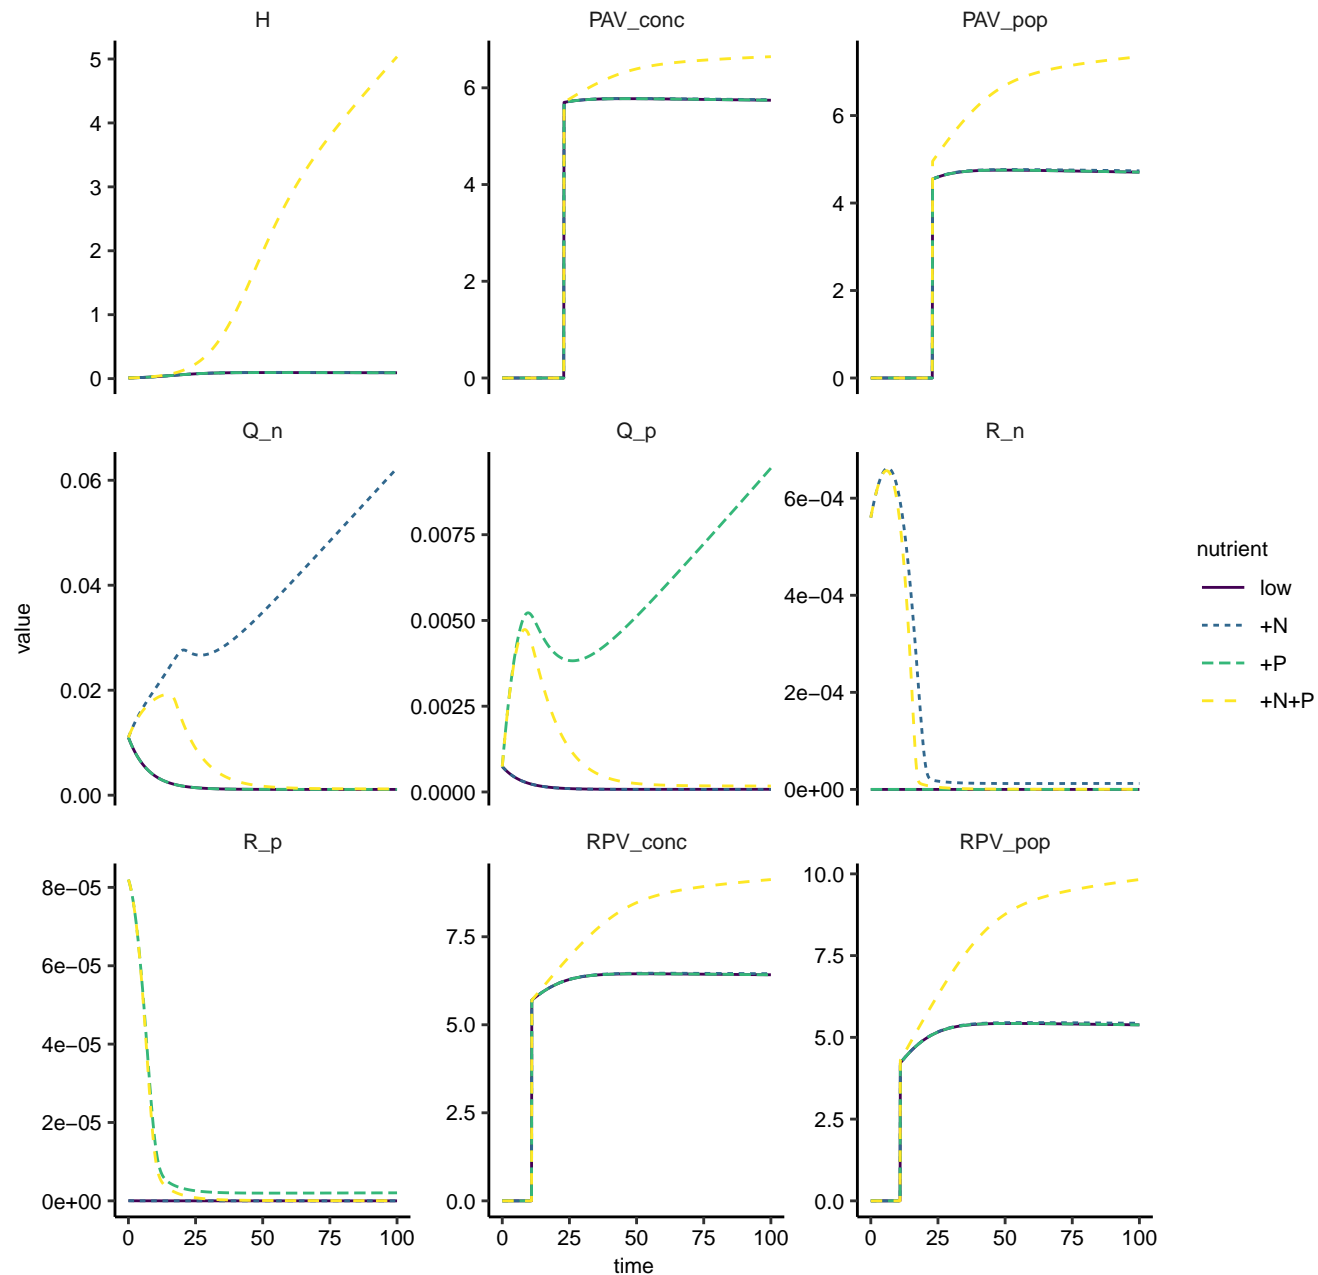 H
PAV_conc
PAV_pop
5
4
3
2
1
0
6
4
2
0
6
4
2
0
Q_n
Q_p
R_n
0.06
0.04
0.02
0.00
0.0075
0.0050
0.0025
0.0000
6e−04
4e−04
2e−04
0e+00
value
nutrient
low
+N
+P
+N+P
R_p
RPV_conc
RPV_pop
8e−05
6e−05
4e−05
2e−05
0e+00
7.5
5.0
2.5
0.0
10.0
7.5
5.0
2.5
0.0
0 25 50 75 100
0 25 50 75 100
0 25 50 75 100
time